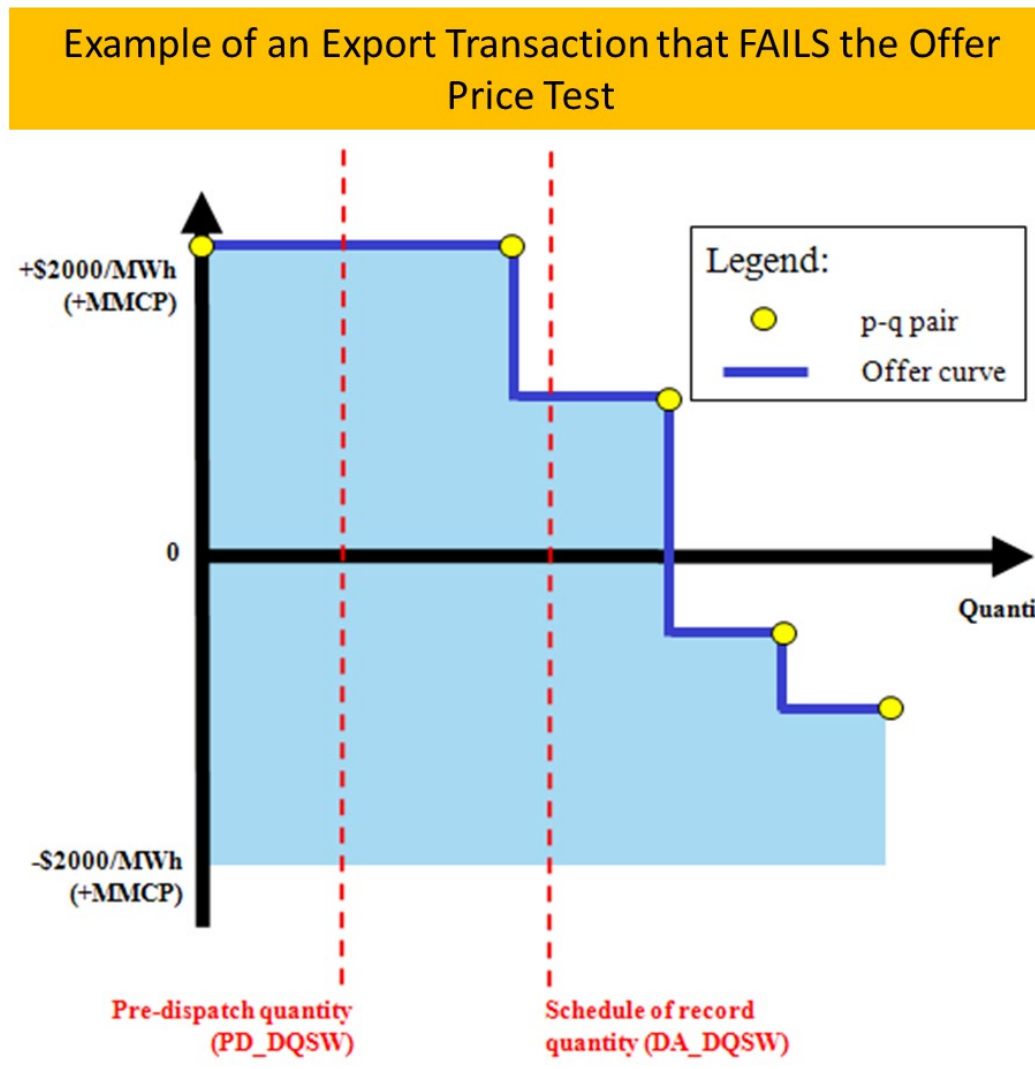 Example of an Export Transaction that FAILS the Offer
Price Test
+$2000/MWh
(+MMCP)
Legend:
p-q pair
Offer curve
0
Quanti
-$2000/MWh
(+MMCP)
Pre-dispatch quantity
(PD_DQSW)
Schedule of record
quantity (DA_DQSW)